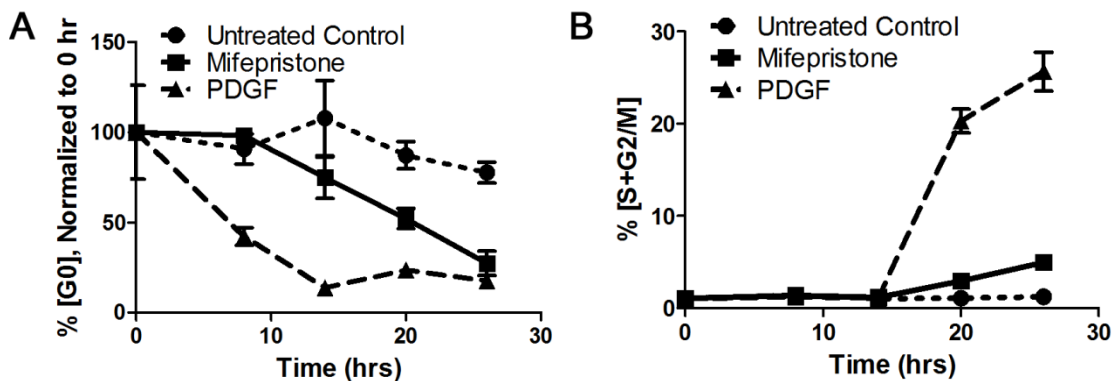 A
% [G0], Normalized to 0 hr
150
100
50
0
Untreated Control
Mifepristone
PDGF
0
10
20
30
Time (hrs)
B
% [S+G2/M]
30
20
10
0
Untreated Control
Mifepristone
PDGF
0
10
20
30
Time (hrs)